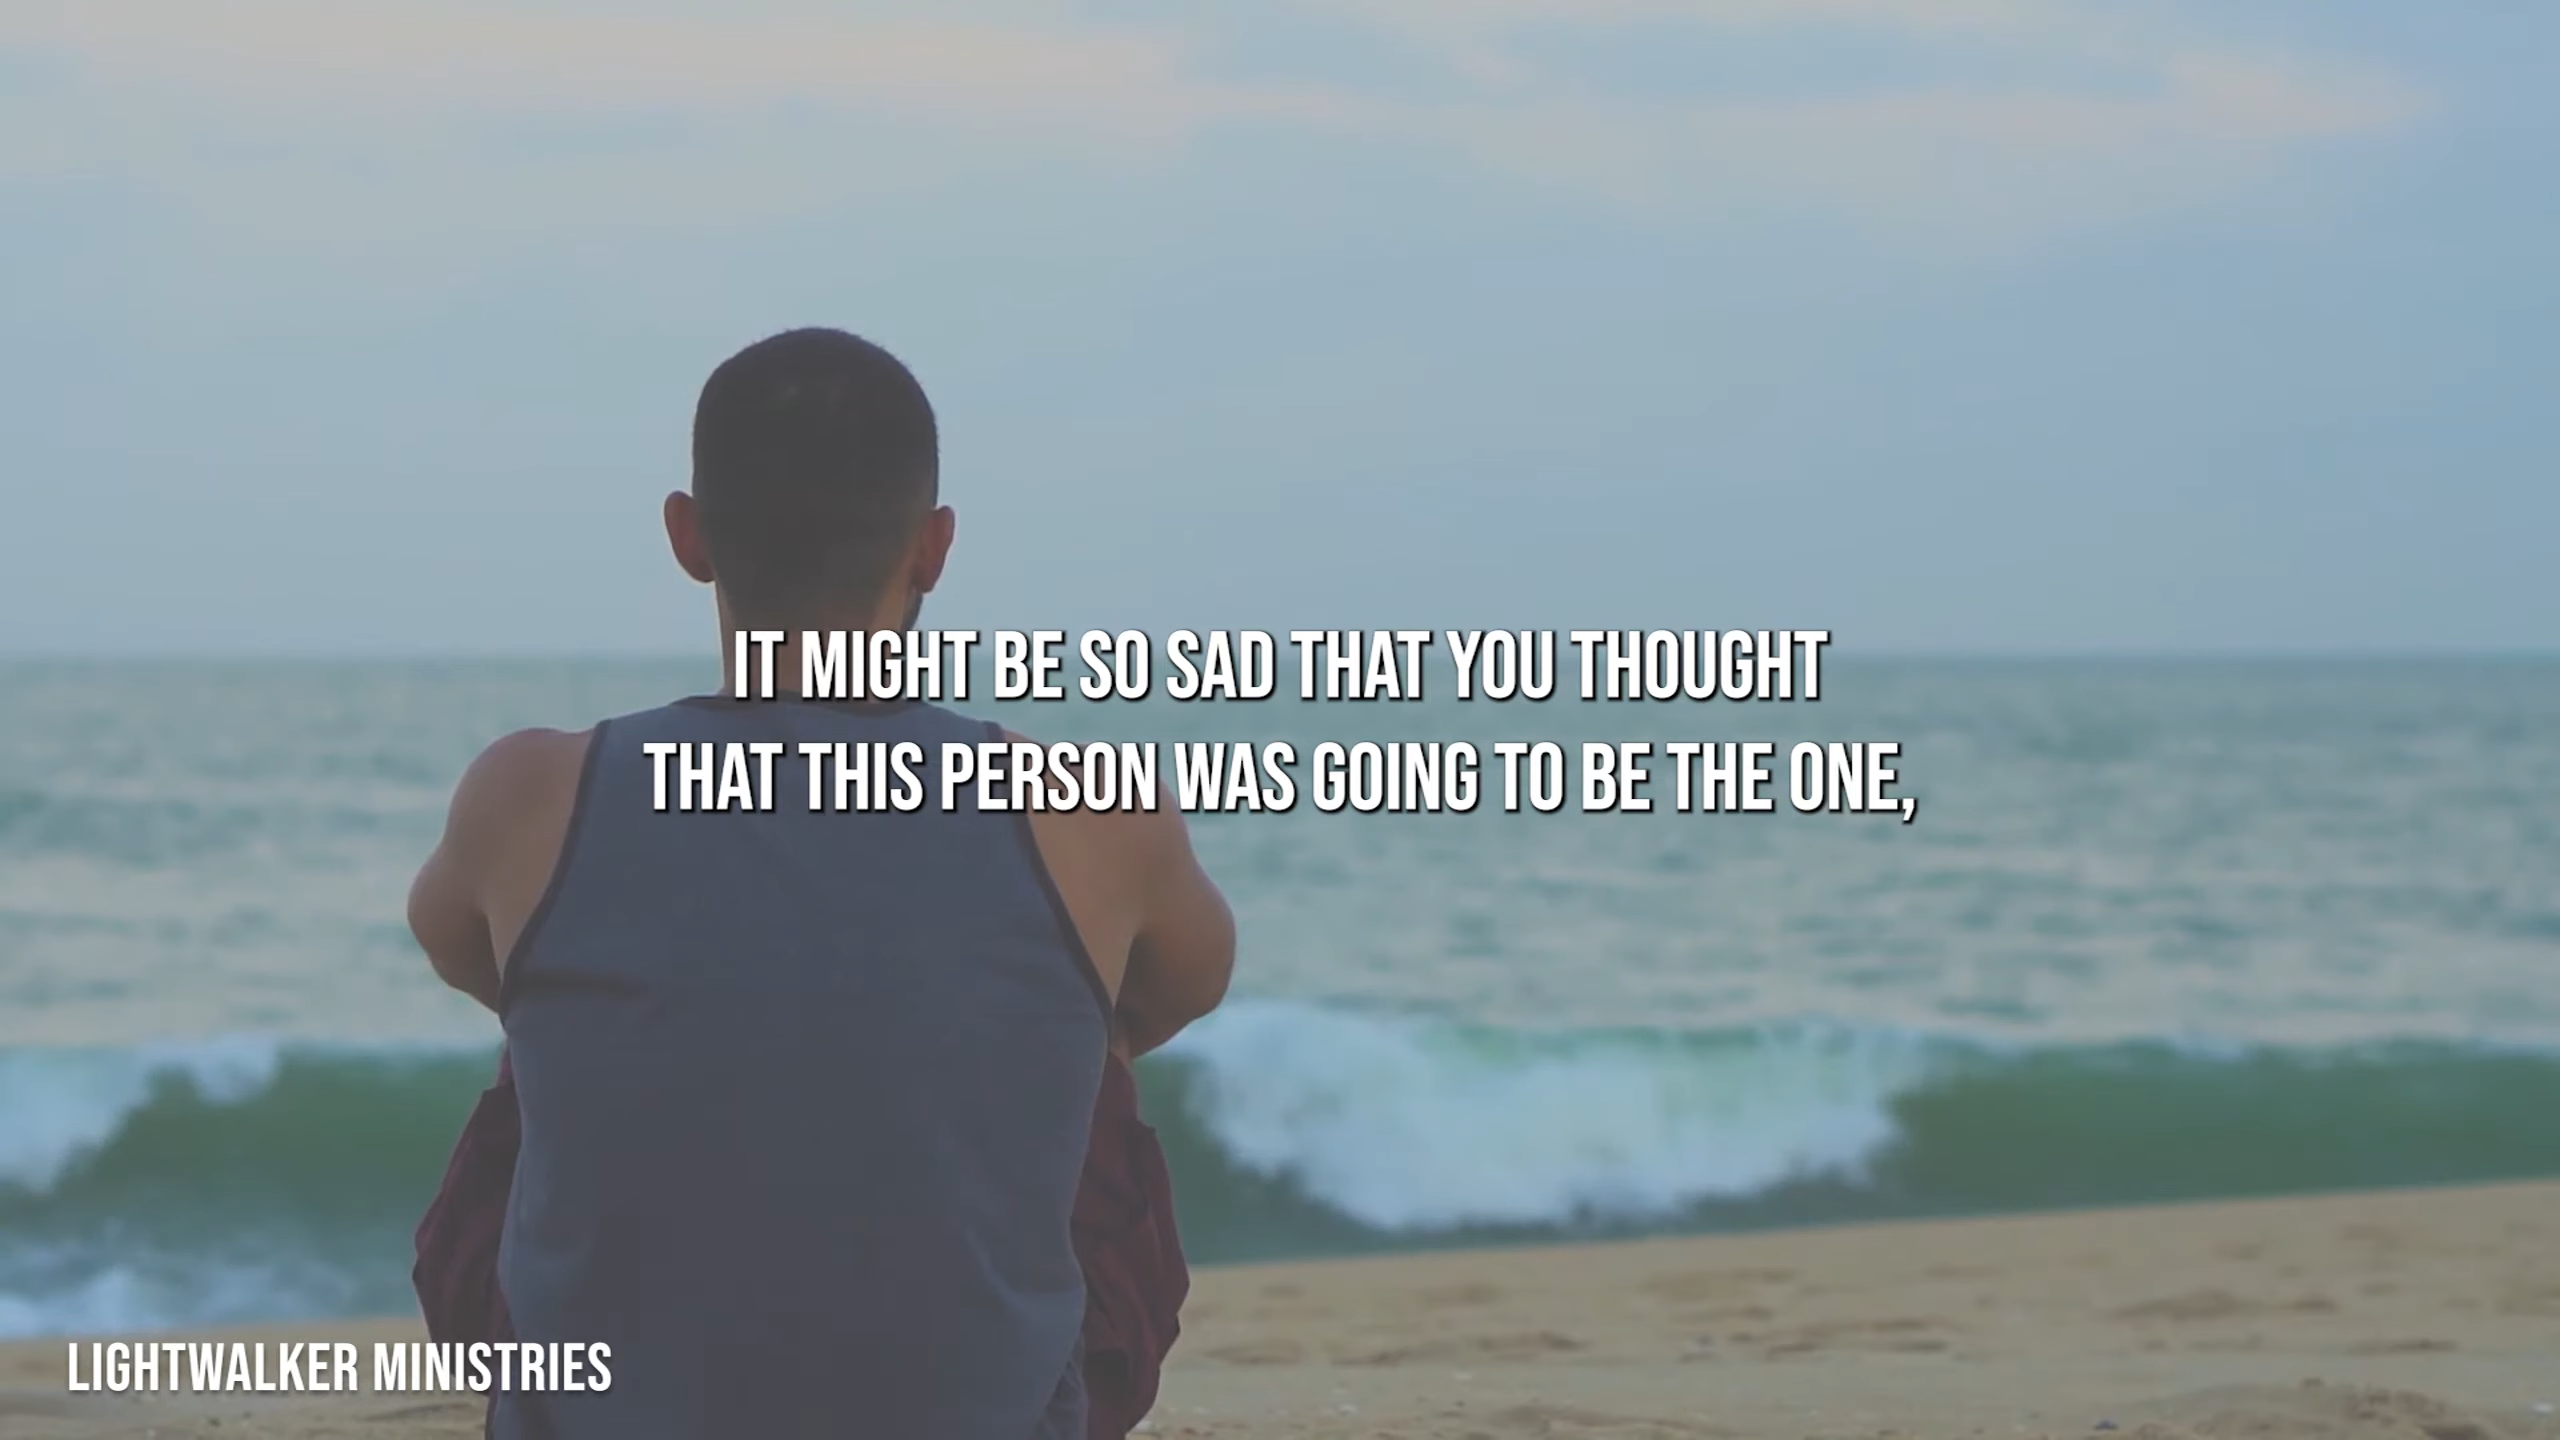 IT MIGHT BE SO SAD THAT YOU THOUGHT
THAT THIS PERSON WAS GOING TO BE THE ONE,
LIGHTWALKER MINISTRIES